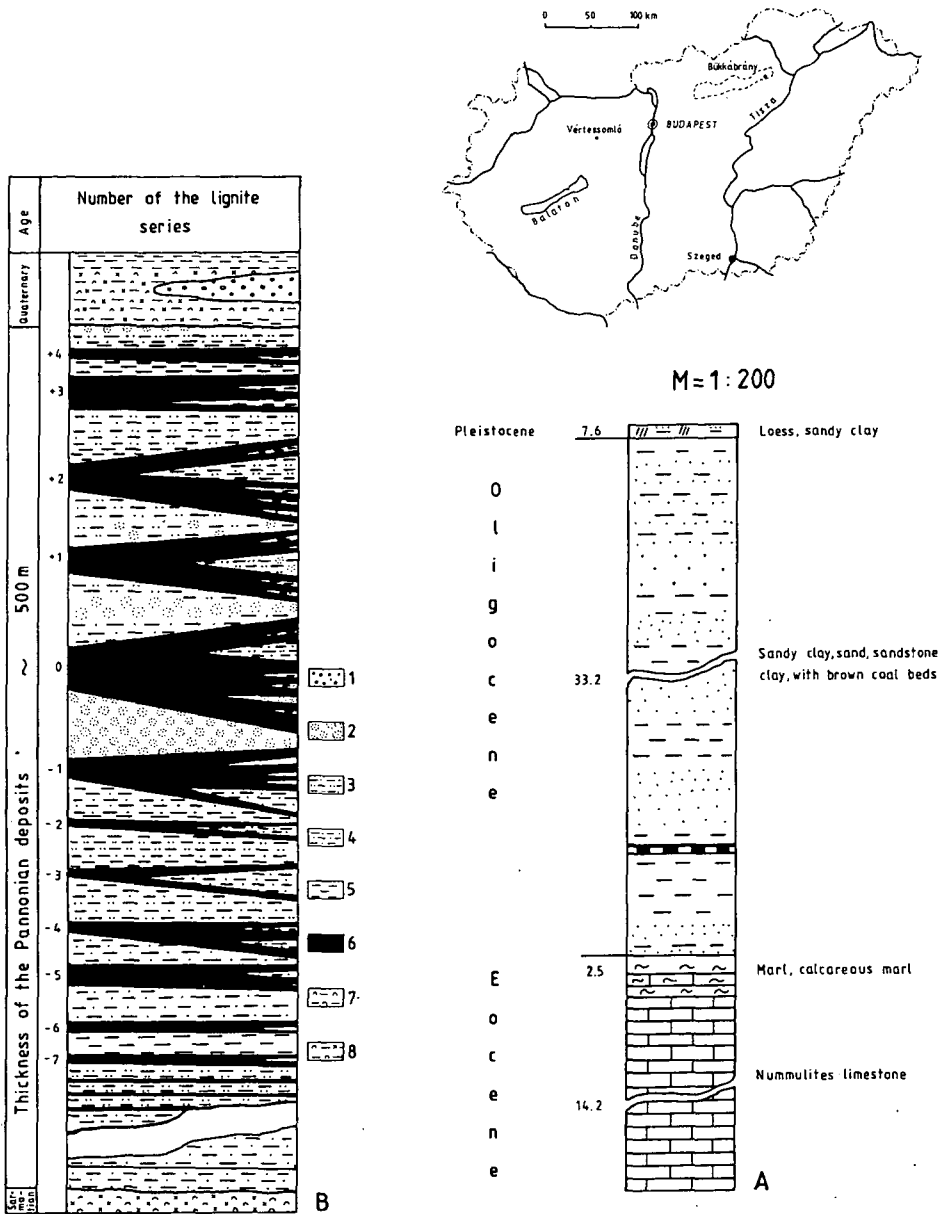 0 50 100 km
Bükkábrány
Tisza
Vértessomló
BUDAPEST
Balaton
Danube
Szeged
Age
Number of the lignite
series
quaternary
Thickness of the Pannonian deposits ~ 500 m
Sar-
ma-
tian
+4
+3
+2
+1
0
-1
-2
-3
-4
-5
-6
-7
1
2
3
4
5
6
7
8
B
M = 1 : 200
Pleistocene 7.6 Loess, sandy clay
Oligocene
33.2
Sandy clay, sand, sandstone
clay, with brown coal beds
Eocene
2.5 Marl, calcareous marl
Nummulites limestone
14.2
A